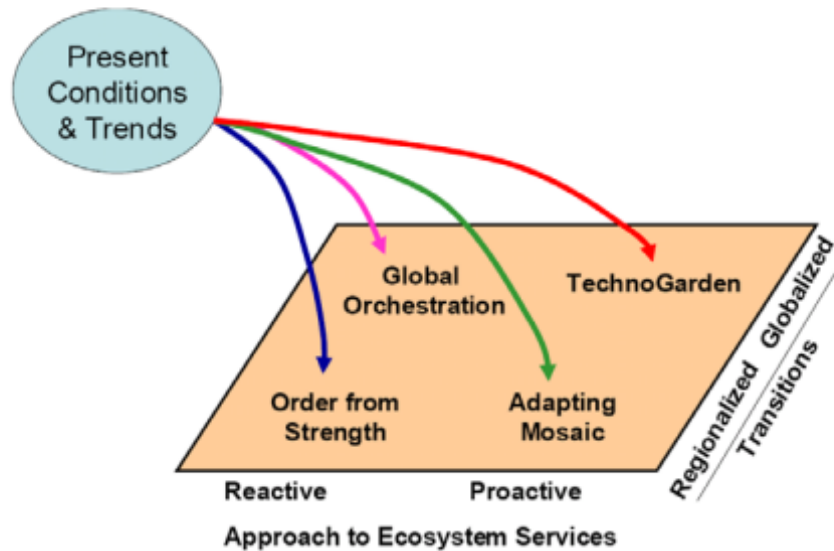 Present
Conditions
& Trends
Global
Orchestration
TechnoGarden
Order from
Strength
Adapting
Mosaic
Regionalized Globalized
Transitions
Reactive
Proactive
Approach to Ecosystem Services